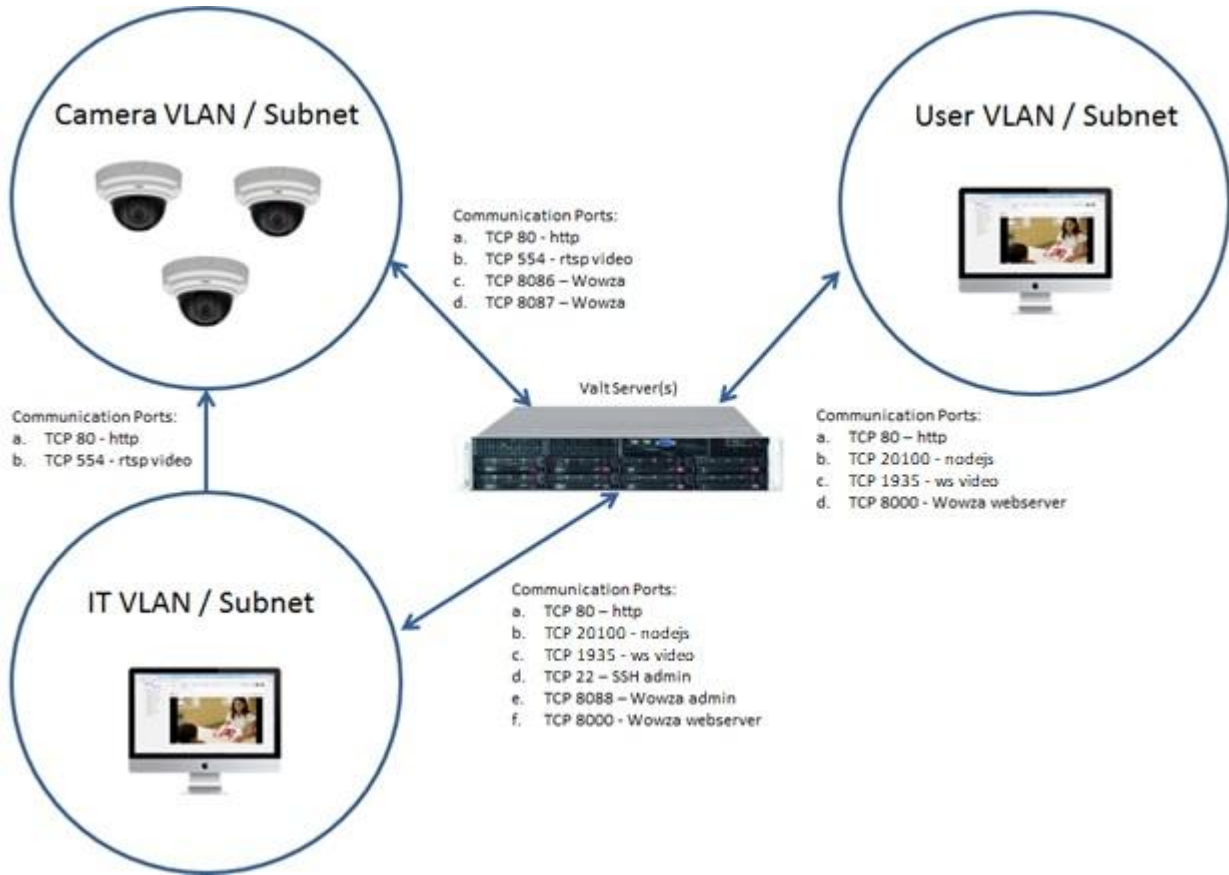 Camera VLAN / Subnet
User VLAN / Subnet
Communication Ports:
a. TCP 80 - http
b. TCP 554 - rtsp video
c. TCP 8086 – Wowza
d. TCP 8087 – Wowza
Valt Server(s)
Communication Ports:
a. TCP 80 - http
b. TCP 554 - rtsp video
Communication Ports:
a. TCP 80 – http
b. TCP 20100 - nodejs
c. TCP 1935 - ws video
d. TCP 8000 - Wowza webserver
IT VLAN / Subnet
Communication Ports:
a. TCP 80 – http
b. TCP 20100 - nodejs
c. TCP 1935 - ws video
d. TCP 22 – SSH admin
e. TCP 8088 – Wowza admin
f. TCP 8000 - Wowza webserver